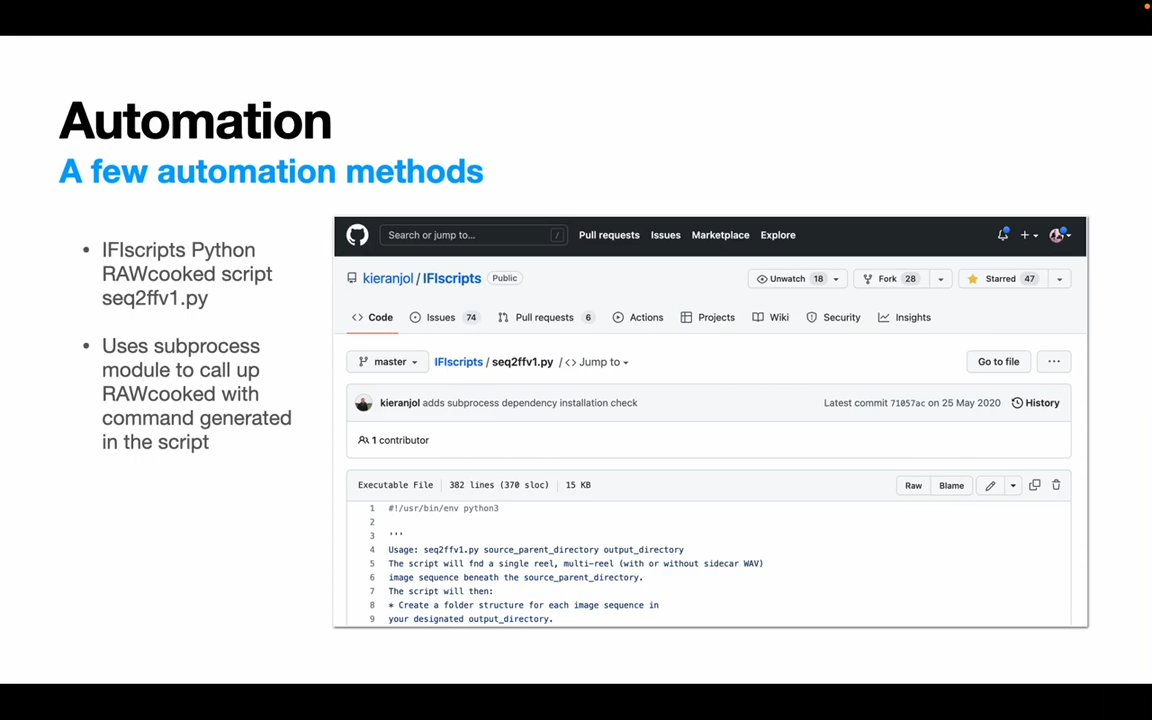 Automation
A few automation methods
• IFIscripts Python
RAWcooked script
seq2ffv1.py
• Uses subprocess
module to call up
RAWcooked with
command generated
in the script
Search or jump to... / Pull requests Issues Marketplace Explore
kieranjol / IFIscripts Public Unwatch 18 Fork 28 Starred 47
Code Issues 74 Pull requests 6 Actions Projects Wiki Security Insights
master IFIscripts / seq2ffv1.py / <> Jump to Go to file ...
kieranjol adds subprocess dependency installation check Latest commit 71057ac on 25 May 2020 History
1 contributor
Executable File 382 lines (370 sloc) 15 KB Raw Blame
1 #!/usr/bin/env python3
2
3 '''
4 Usage: seq2ffv1.py source_parent_directory output_directory
5 The script will fnd a single reel, multi-reel (with or without sidecar WAV)
6 image sequence beneath the source_parent_directory.
7 The script will then:
8 * Create a folder structure for each image sequence in
9 your designated output_directory.